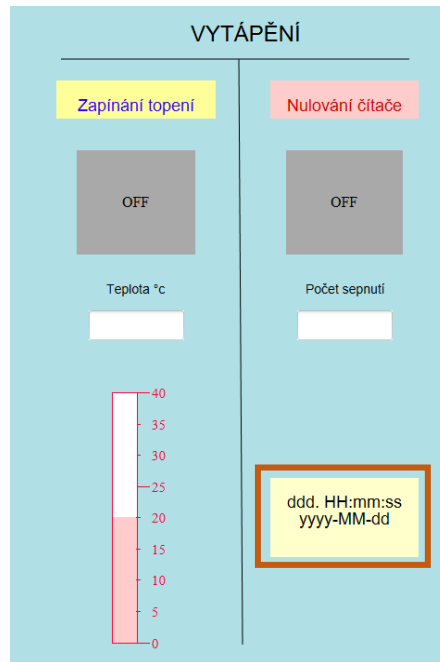 VYTÁPĚNÍ
Zapínání topení
Nulování čítače
OFF
OFF
Teplota °c
Počet sepnutí
40
35
30
25
20
15
10
5
0
ddd. HH:mm:ss
yyyy-MM-dd